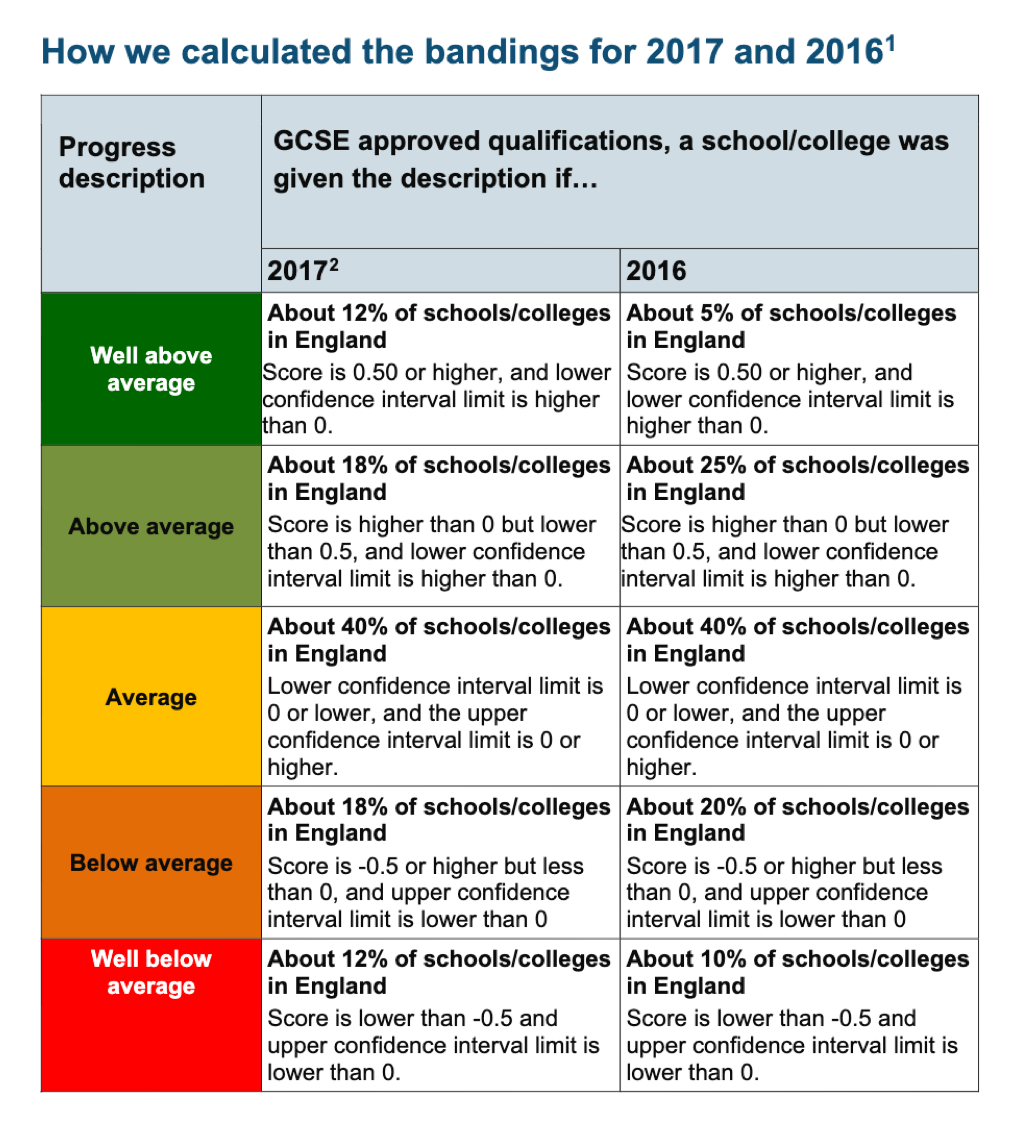 How we calculated the bandings for 2017 and 2016¹
Progress
description
GCSE approved qualifications, a school/college was
given the description if…
2017²
2016
Well above
average
About 12% of schools/colleges
in England
Score is 0.50 or higher, and lower
confidence interval limit is higher
than 0.
About 5% of schools/colleges
in England
Score is 0.50 or higher, and
lower confidence interval limit is
higher than 0.
Above average
About 18% of schools/colleges
in England
Score is higher than 0 but lower
than 0.5, and lower confidence
interval limit is higher than 0.
About 25% of schools/colleges
in England
Score is higher than 0 but lower
than 0.5, and lower confidence
interval limit is higher than 0.
Average
About 40% of schools/colleges
in England
Lower confidence interval limit is
0 or lower, and the upper
confidence interval limit is 0 or
higher.
About 40% of schools/colleges
in England
Lower confidence interval limit is
0 or lower, and the upper
confidence interval limit is 0 or
higher.
Below average
About 18% of schools/colleges
in England
Score is -0.5 or higher but less
than 0, and upper confidence
interval limit is lower than 0
About 20% of schools/colleges
in England
Score is -0.5 or higher but less
than 0, and upper confidence
interval limit is lower than 0
Well below
average
About 12% of schools/colleges
in England
Score is lower than -0.5 and
upper confidence interval limit is
lower than 0.
About 10% of schools/colleges
in England
Score is lower than -0.5 and
upper confidence interval limit is
lower than 0.